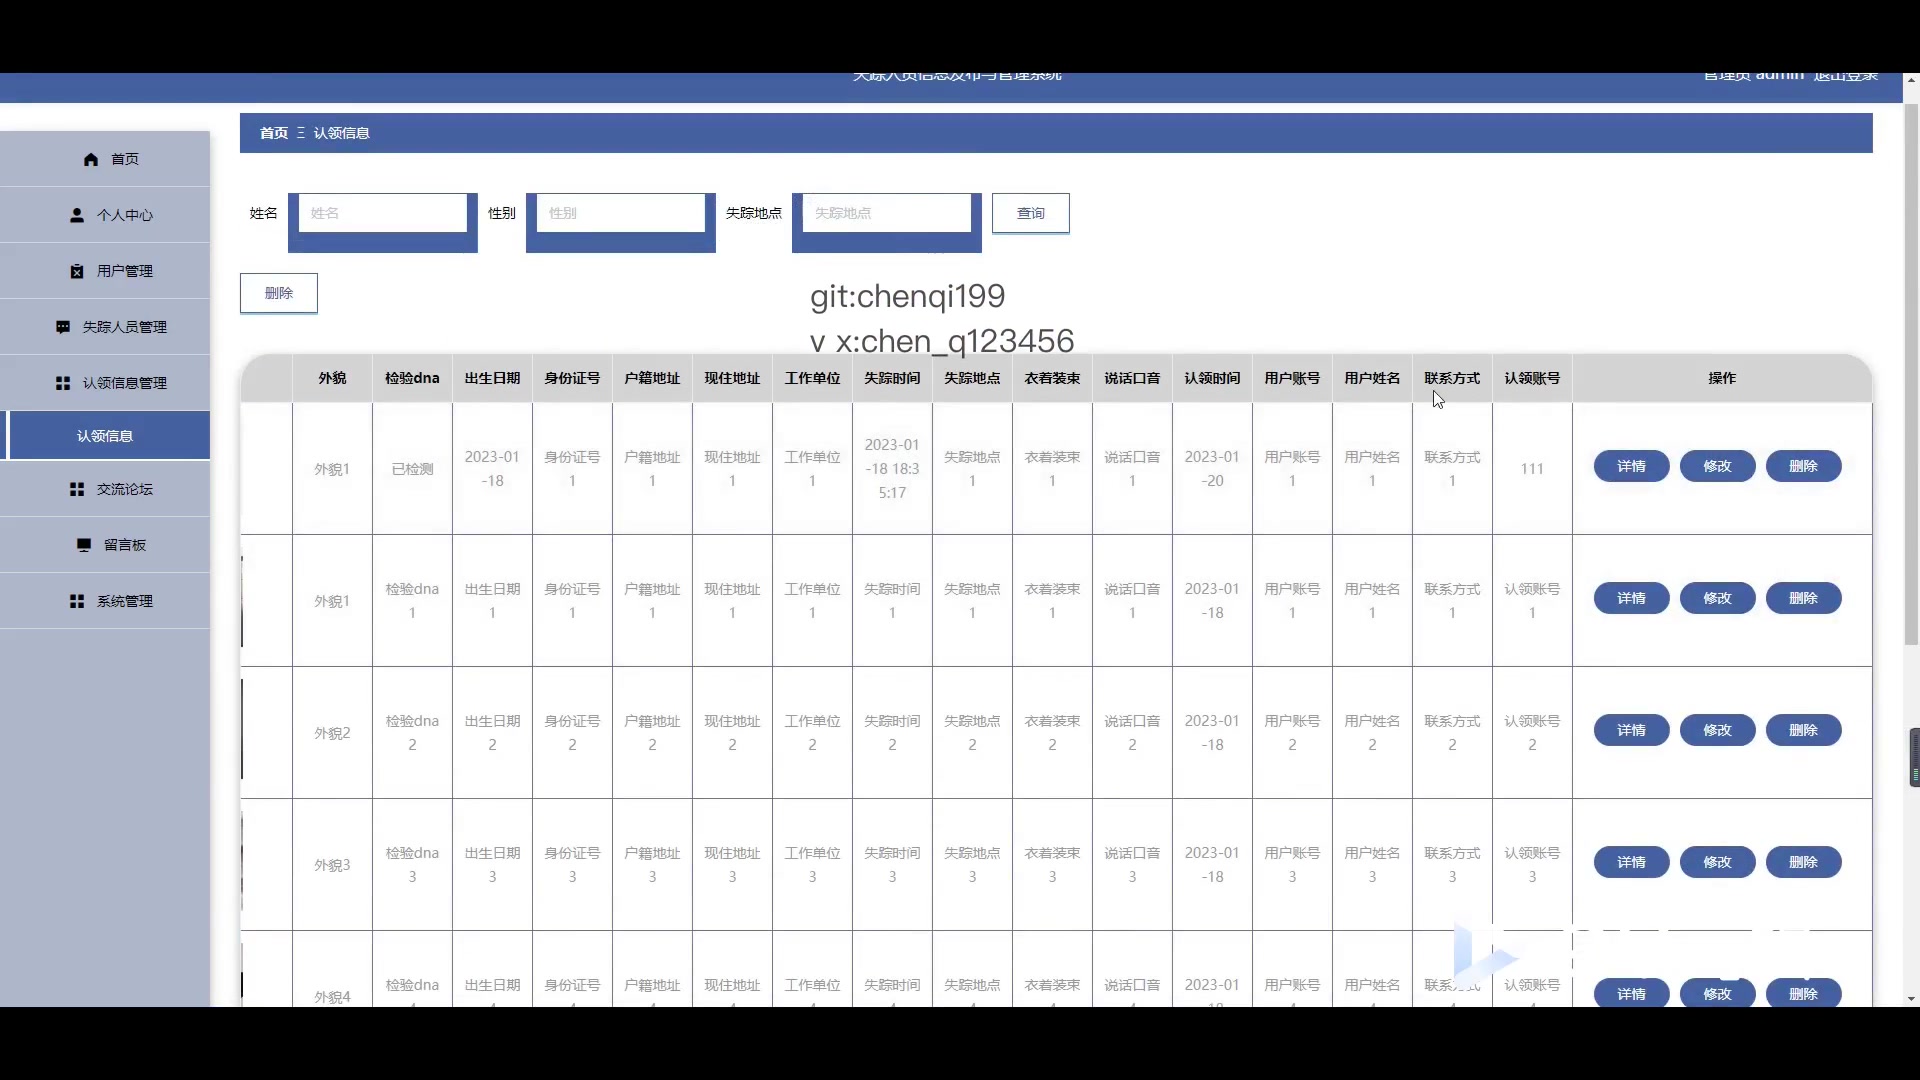 失踪人员信息发布与管理系统
管理员 admin 退出登录
首页 Ξ 认领信息
首页
个人中心
用户管理
失踪人员管理
认领信息管理
认领信息
交流论坛
留言板
系统管理
姓名 姓名 性别 性别 失踪地点 失踪地点 查询
删除
git:chenqi199
v x:chen_q123456
外貌 检验dna 出生日期 身份证号 户籍地址 现住地址 工作单位 失踪时间 失踪地点 衣着装束 说话口音 认领时间 用户账号 用户姓名 联系方式 认领账号 操作
外貌1 已检测 2023-01-18 身份证号1 户籍地址1 现住地址1 工作单位1 2023-01-18 18:35:17 失踪地点1 衣着装束1 说话口音1 2023-01-20 用户账号1 用户姓名1 联系方式1 111 详情 修改 删除
外貌1 检验dna1 出生日期1 身份证号1 户籍地址1 现住地址1 工作单位1 失踪时间1 失踪地点1 衣着装束1 说话口音1 2023-01-18 用户账号1 用户姓名1 联系方式1 认领账号1 详情 修改 删除
外貌2 检验dna2 出生日期2 身份证号2 户籍地址2 现住地址2 工作单位2 失踪时间2 失踪地点2 衣着装束2 说话口音2 2023-01-18 用户账号2 用户姓名2 联系方式2 认领账号2 详情 修改 删除
外貌3 检验dna3 出生日期3 身份证号3 户籍地址3 现住地址3 工作单位3 失踪时间3 失踪地点3 衣着装束3 说话口音3 2023-01-18 用户账号3 用户姓名3 联系方式3 认领账号3 详情 修改 删除
外貌4 检验dna 出生日期 身份证号 户籍地址 现住地址 工作单位 失踪时间 失踪地点 衣着装束 说话口音 2023-01 用户账号 用户姓名 联系方式 认领账号 详情 修改 删除